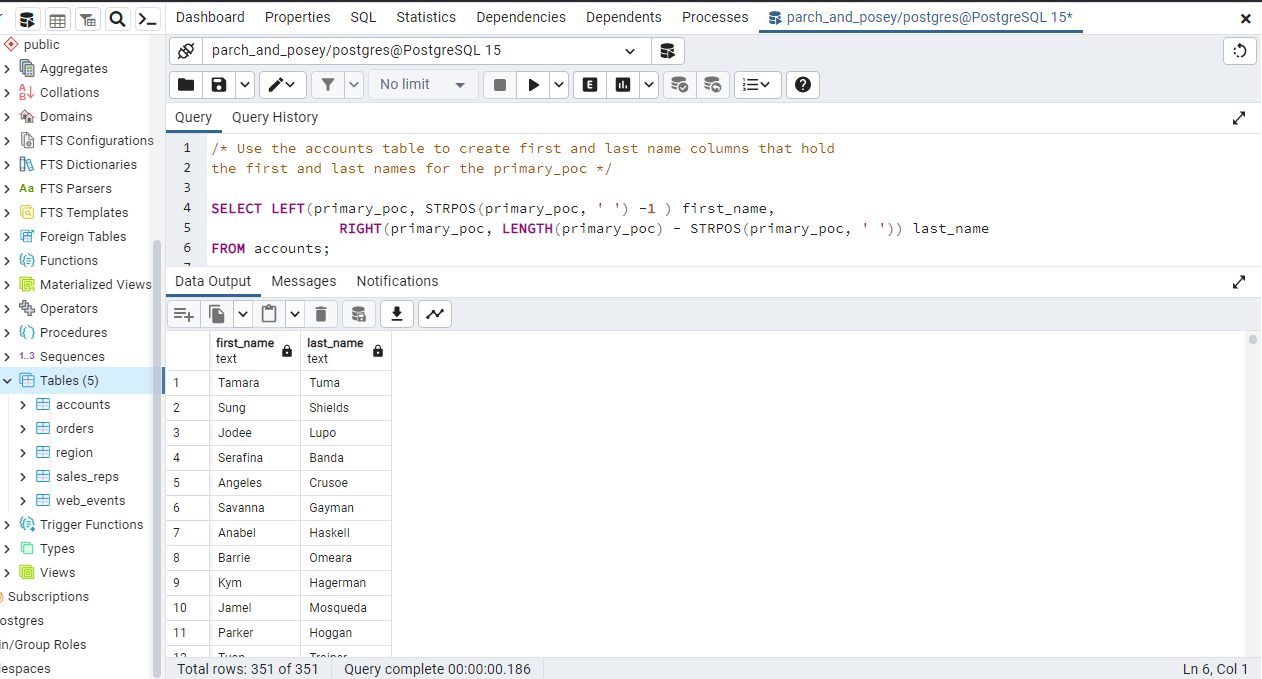 Dashboard Properties SQL Statistics Dependencies Dependents Processes parch_and_posey/postgres@PostgreSQL 15*
public
Aggregates
Collations
Domains
FTS Configurations
FTS Dictionaries
Aa FTS Parsers
FTS Templates
Foreign Tables
Functions
Materialized Views
Operators
Procedures
1..3 Sequences
Tables (5)
accounts
orders
region
sales_reps
web_events
Trigger Functions
Types
Views
Subscriptions
ostgres
in/Group Roles
lespaces
parch_and_posey/postgres@PostgreSQL 15
No limit
E
Query Query History
1 /* Use the accounts table to create first and last name columns that hold
2 the first and last names for the primary_poc */
3
4 SELECT LEFT(primary_poc, STRPOS(primary_poc, ' ') -1 ) first_name,
5 RIGHT(primary_poc, LENGTH(primary_poc) - STRPOS(primary_poc, ' ')) last_name
6 FROM accounts;
Data Output Messages Notifications
first_name last_name
text text
1 Tamara Tuma
2 Sung Shields
3 Jodee Lupo
4 Serafina Banda
5 Angeles Crusoe
6 Savanna Gayman
7 Anabel Haskell
8 Barrie Omeara
9 Kym Hagerman
10 Jamel Mosqueda
11 Parker Hoggan
Total rows: 351 of 351 Query complete 00:00:00.186 Ln 6, Col 1